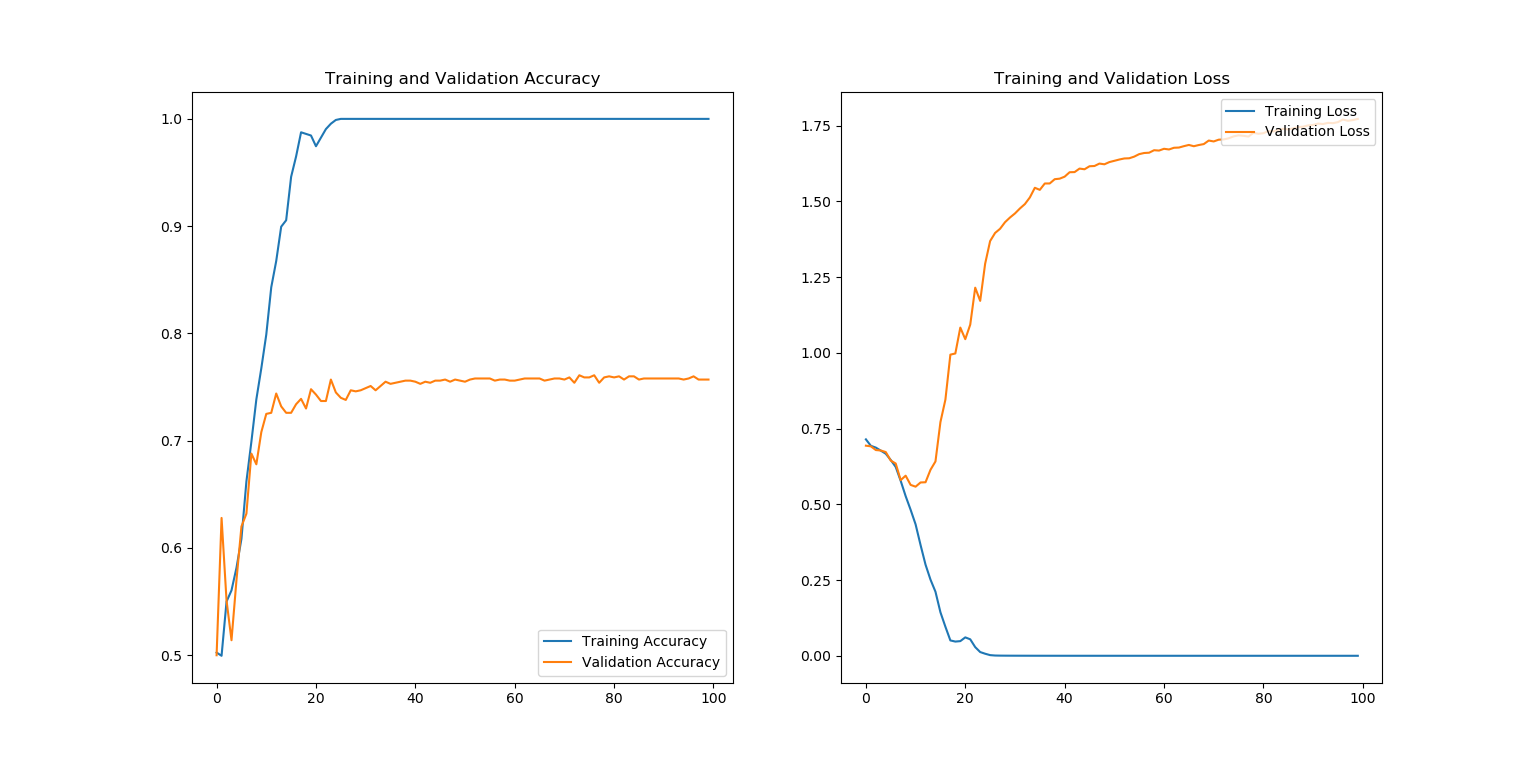 Training and Validation Accuracy
1.0
0.9
0.8
0.7
0.6
0.5
0 20 40 60 80 100
Training Accuracy
Validation Accuracy
Training and Validation Loss
1.75
1.50
1.25
1.00
0.75
0.50
0.25
0.00
0 20 40 60 80 100
Training Loss
Validation Loss